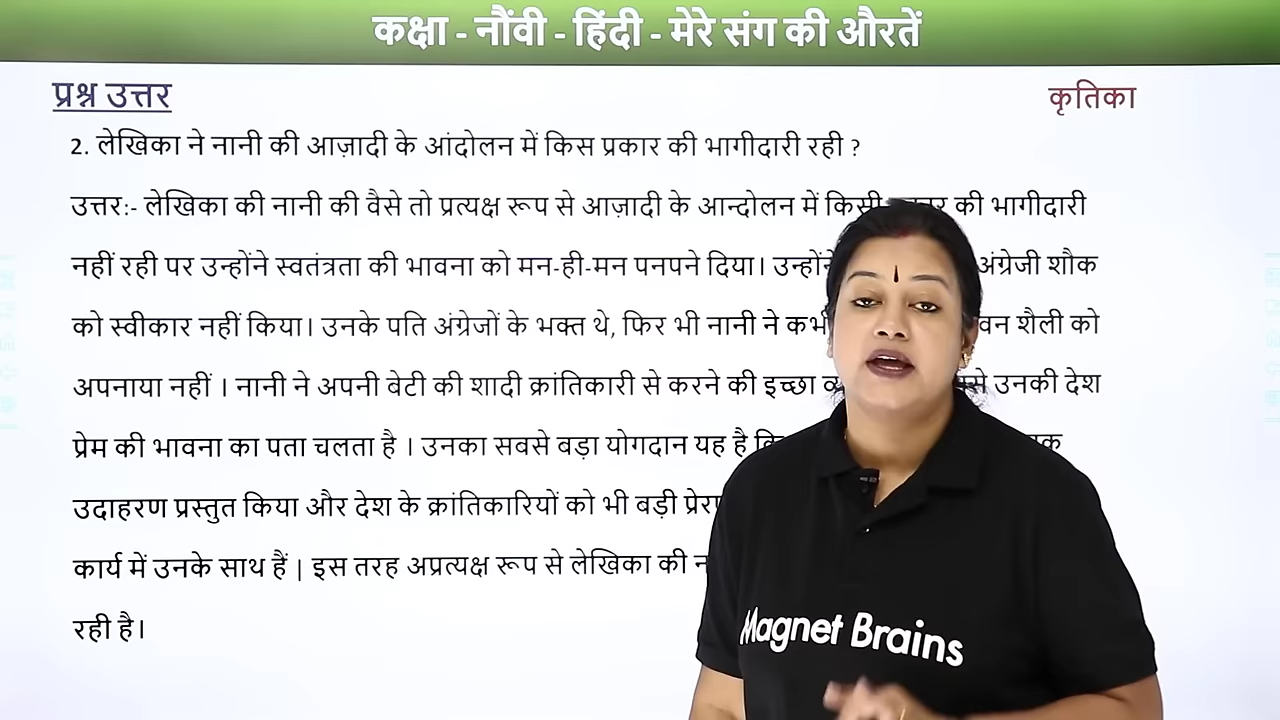 कक्षा - नौंवी - हिंदी - मेरे संग की औरतें
प्रश्न उत्तर
कृतिका
2. लेखिका ने नानी की आज़ादी के आंदोलन में किस प्रकार की भागीदारी रही ?
उत्तर:- लेखिका की नानी की वैसे तो प्रत्यक्ष रूप से आज़ादी के आन्दोलन में किसी की भागीदारी
नहीं रही पर उन्होंने स्वतंत्रता की भावना को मन-ही-मन पनपने दिया। अंग्रेजी शौक
को स्वीकार नहीं किया। उनके पति अंग्रेजों के भक्त थे, फिर भी नानी ने शैली को
अपनाया नहीं । नानी ने अपनी बेटी की शादी क्रांतिकारी से करने की इच्छा उनकी देश
प्रेम की भावना का पता चलता है । उनका सबसे बड़ा योगदान यह है
उदाहरण प्रस्तुत किया और देश के क्रांतिकारियों को भी बड़ी
कार्य में उनके साथ हैं | इस तरह अप्रत्यक्ष रूप से लेखिका की
रही है।
Magnet Brains